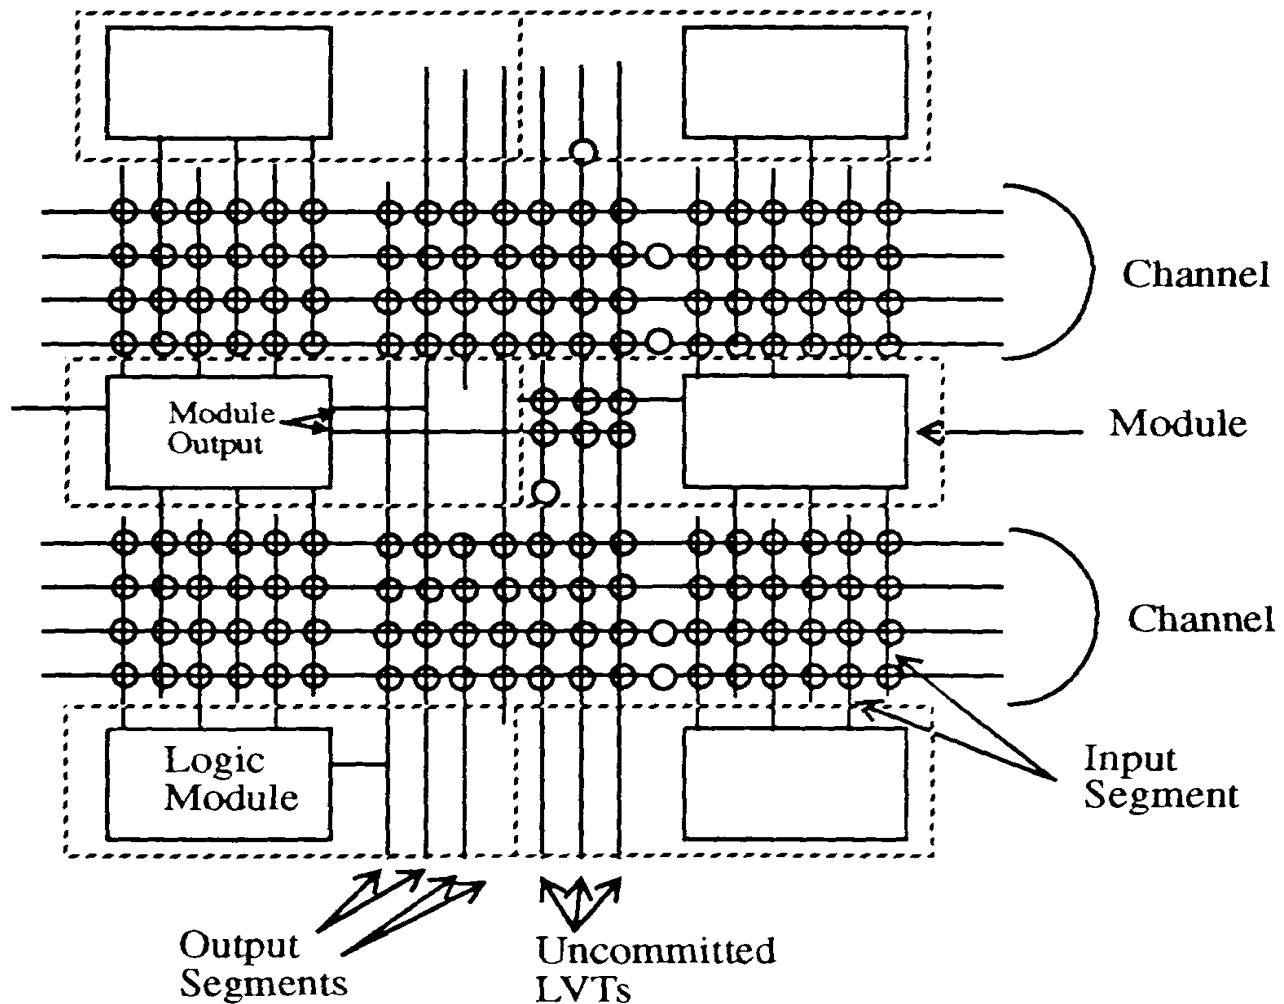 Channel
Module
Output
Module
Channel
Logic
Module
Input
Segment
Output
Segments
Uncommitted
LVTs